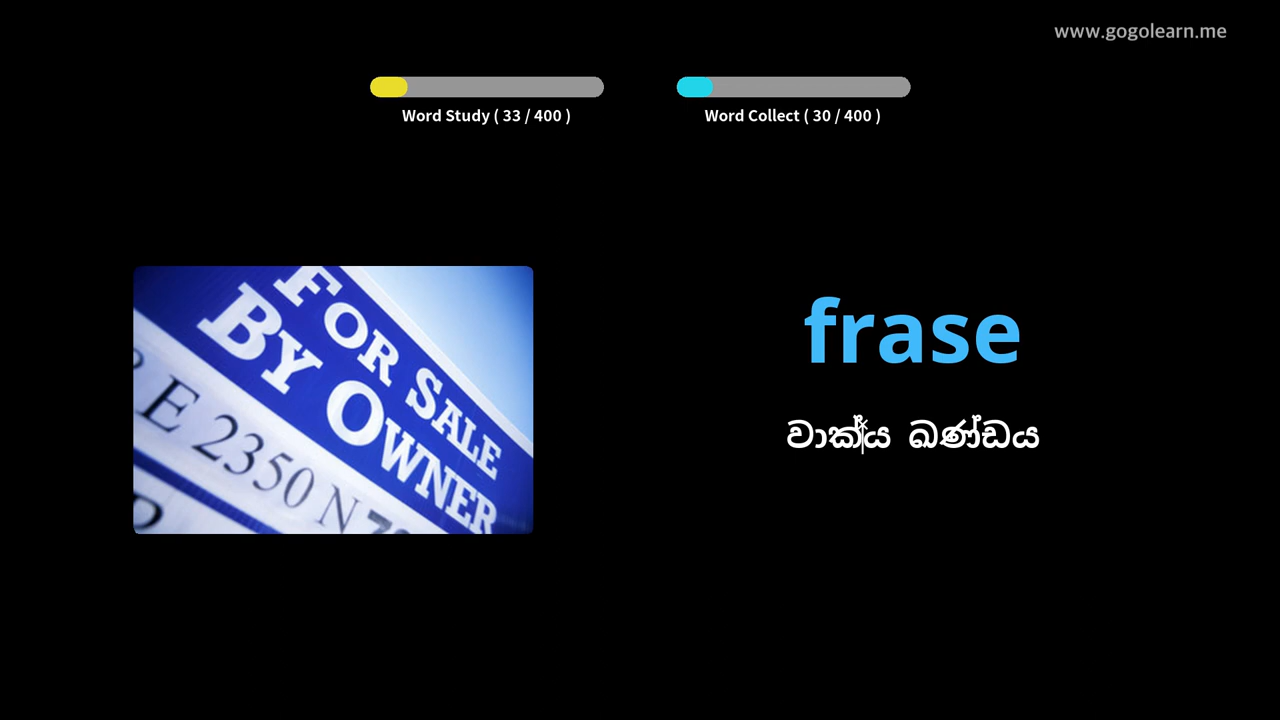 www.gogolearn.me
Word Study ( 33 / 400 )
Word Collect ( 30 / 400 )
FOR SALE
BY OWNER
E 2350 N
frase
වාක්‍ය ඛණ්ඩය